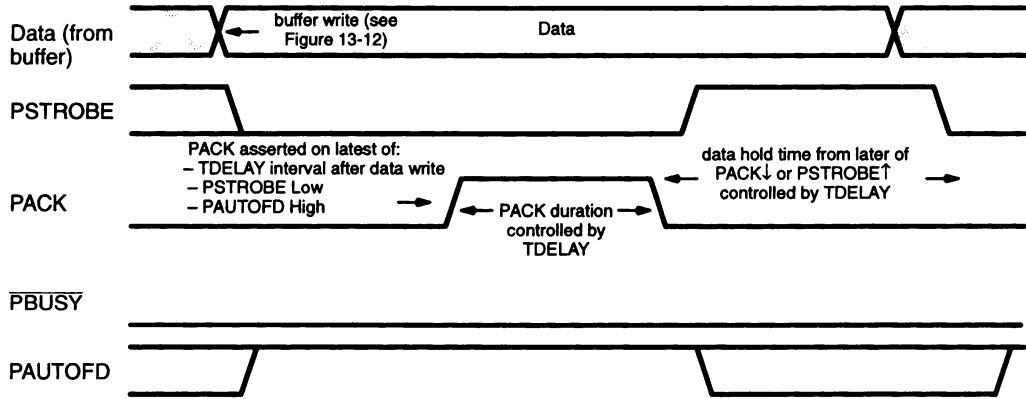 Data (from
buffer)
buffer write (see
Figure 13-12)
Data
PSTROBE
PACK asserted on latest of:
– TDELAY interval after data write
– PSTROBE Low
– PAUTOFD High
data hold time from later of
PACK↓ or PSTROBE↑
controlled by TDELAY
PACK
PACK duration
controlled by
TDELAY
PBUSY
PAUTOFD